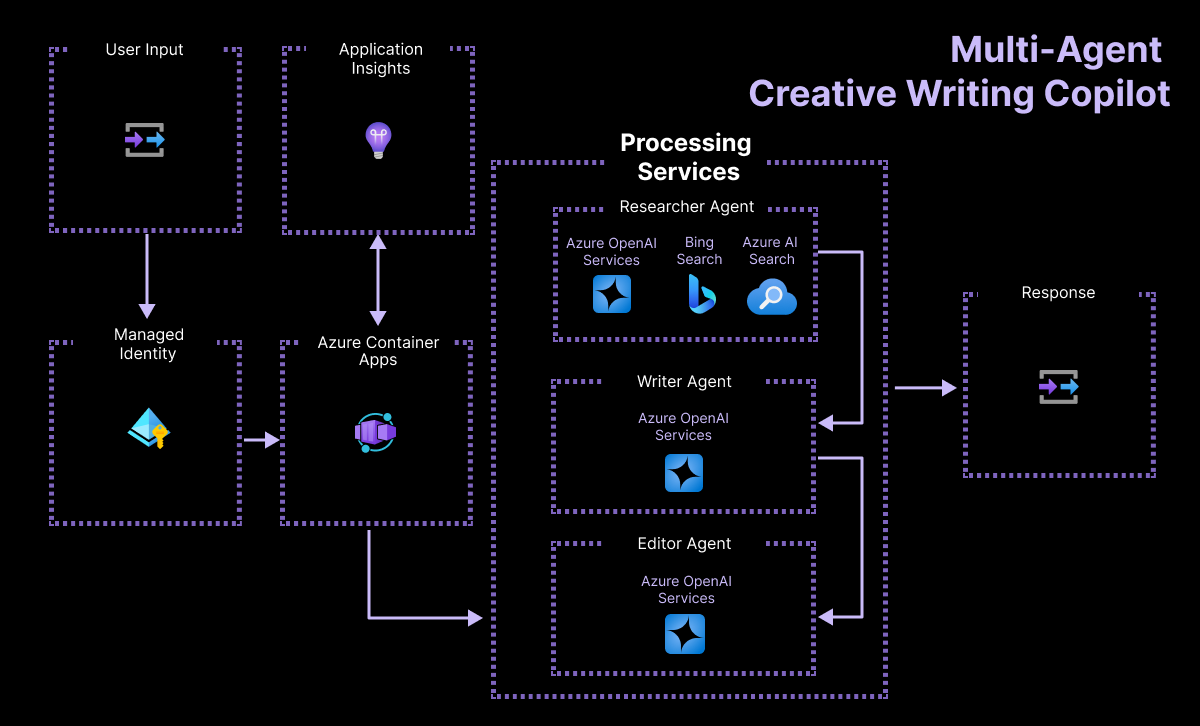 Multi-Agent
Creative Writing Copilot
User Input
Application
Insights
Managed
Identity
Azure Container
Apps
Processing
Services
Researcher Agent
Azure OpenAI
Services
Bing
Search
Azure AI
Search
Writer Agent
Azure OpenAI
Services
Editor Agent
Azure OpenAI
Services
Response